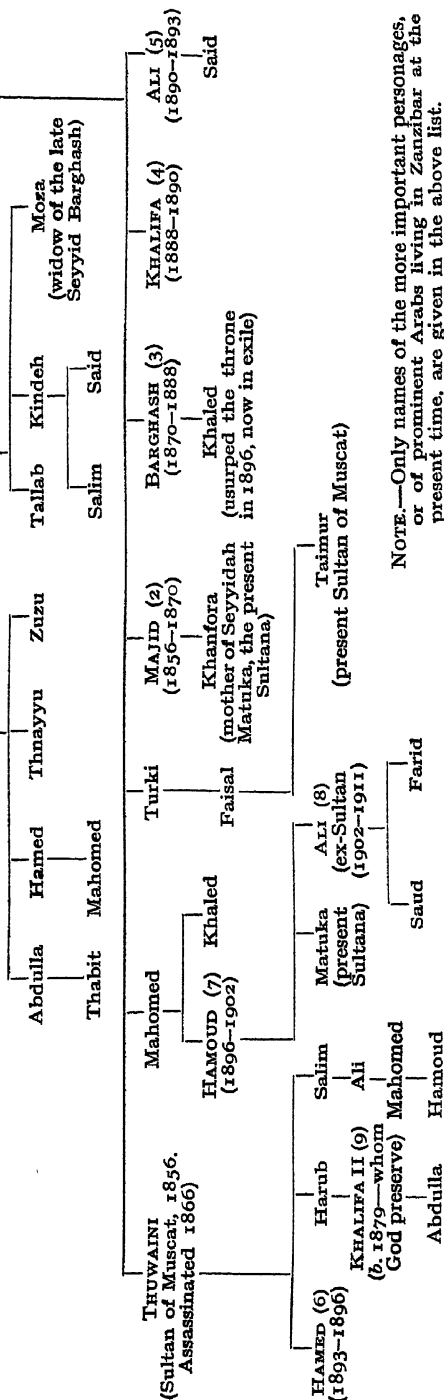 Abdulla Hamed Thnayyu Zuzu Tallab Kindeh Moza
(widow of the late
Seyyid Barghash)
Thabit Mahomed Salim Said
THUWAINI
(Sultan of Muscat, 1856.
Assassinated 1866)
Mahomed
Turki
MAJID (2)
(1856–1870)
BARGHASH (3)
(1870–1888)
KHALIFA (4)
(1888–1890)
ALI (5)
(1890–1893)
HAMOUD (7)
(1896–1902)
Khaled
Faisal
Khanfora
(mother of Seyyidah
Matuka, the present
Sultana)
Khaled
(usurped the throne
in 1896, now in exile)
Said
HAMED (6)
(1893–1896)
Harub
Salim
Matuka
(present
Sultana)
ALI (8)
(ex-Sultan
(1902–1911)
Taimur
(present Sultan of Muscat)
KHALIFA II (9)
(b. 1879—whom
God preserve)
Ali
Abdulla
Mahomed
Hamoud
Saud
Farid
NOTE.—Only names of the more important personages,
or of prominent Arabs living in Zanzibar at the
present time, are given in the above list.